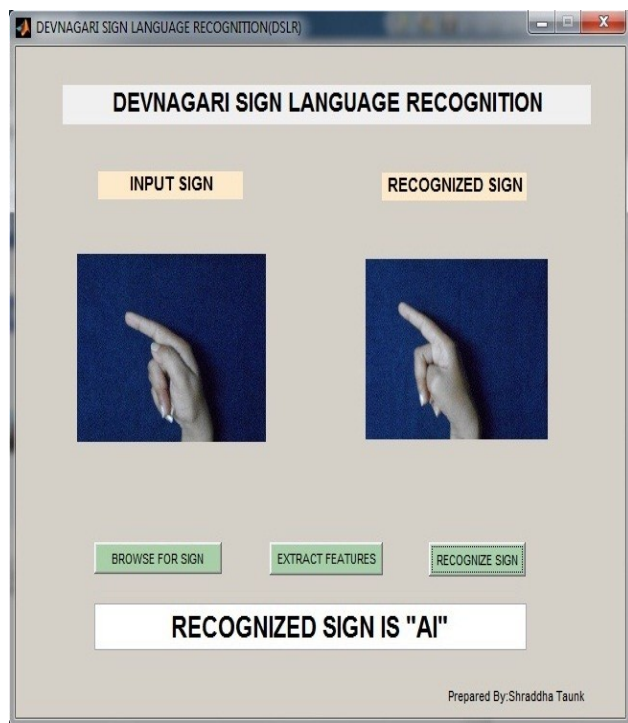 DEVNAGARI SIGN LANGUAGE RECOGNITION(DSLR)
DEVNAGARI SIGN LANGUAGE RECOGNITION
INPUT SIGN
RECOGNIZED SIGN
BROWSE FOR SIGN
EXTRACT FEATURES
RECOGNIZE SIGN
RECOGNIZED SIGN IS "AI"
Prepared By:Shraddha Taunk